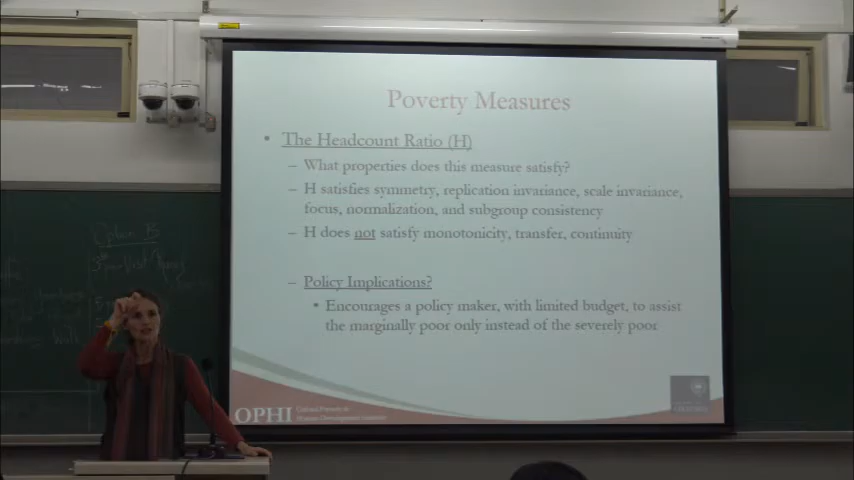 Poverty Measures
▪ The Headcount Ratio (H)
– What properties does this measure satisfy?
– H satisfies symmetry, replication invariance, scale invariance,
focus, normalization, and subgroup consistency
– H does not satisfy monotonicity, transfer, continuity
– Policy Implications?
• Encourages a policy maker, with limited budget, to assist
the marginally poor only instead of the severely poor
OPHI
Option B